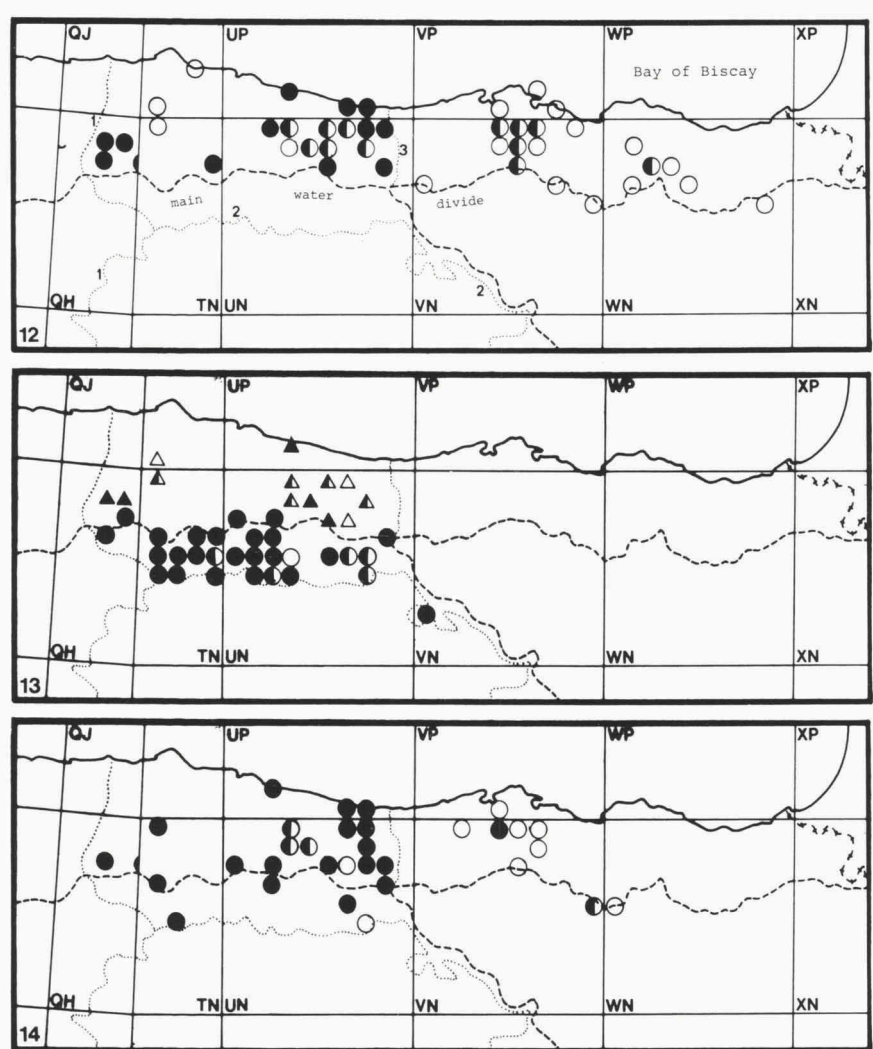 QJ UP VP WP XP
Bay of Biscay
1
3
main water divide
2
1
2
QH TN UN VN WN XN
12
QJ UP VP WP XP
QH TN UN VN WN XN
13
QJ UP VP WP XP
QH TN UN VN WN XN
14